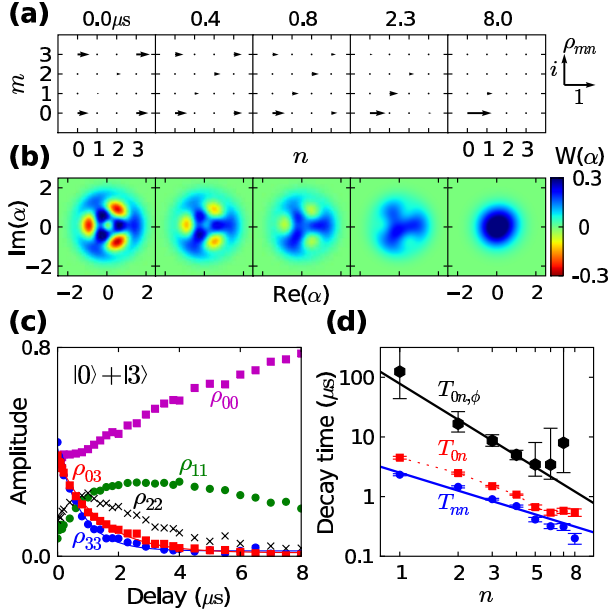 (a)
0.0μs 0.4 0.8 2.3 8.0
m
3
2
1
0
0 1 2 3
n
0 1 2 3
ρmn
i
1
(b)
W(α)
Im(α)
2
0
−2
−2 0 2
Re(α)
−2 0 2
0.3
-0.3
(c)
Amplitude
0.8
0.0
|0⟩+|3⟩
ρ00
ρ03
ρ11
ρ22
ρ33
0 2 4 6 8
Delay (μs)
(d)
Decay time (μs)
100
10
1
0.1
T0n,ϕ
T0n
Tnn
1 2 3 4 5 6 8
n